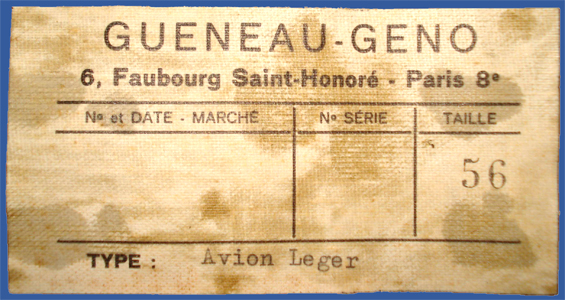 GUENEAU-GENO
6, Faubourg Saint-Honoré - Paris 8e
No et DATE - MARCHÉ No SÉRIE TAILLE
56
TYPE : Avion Leger